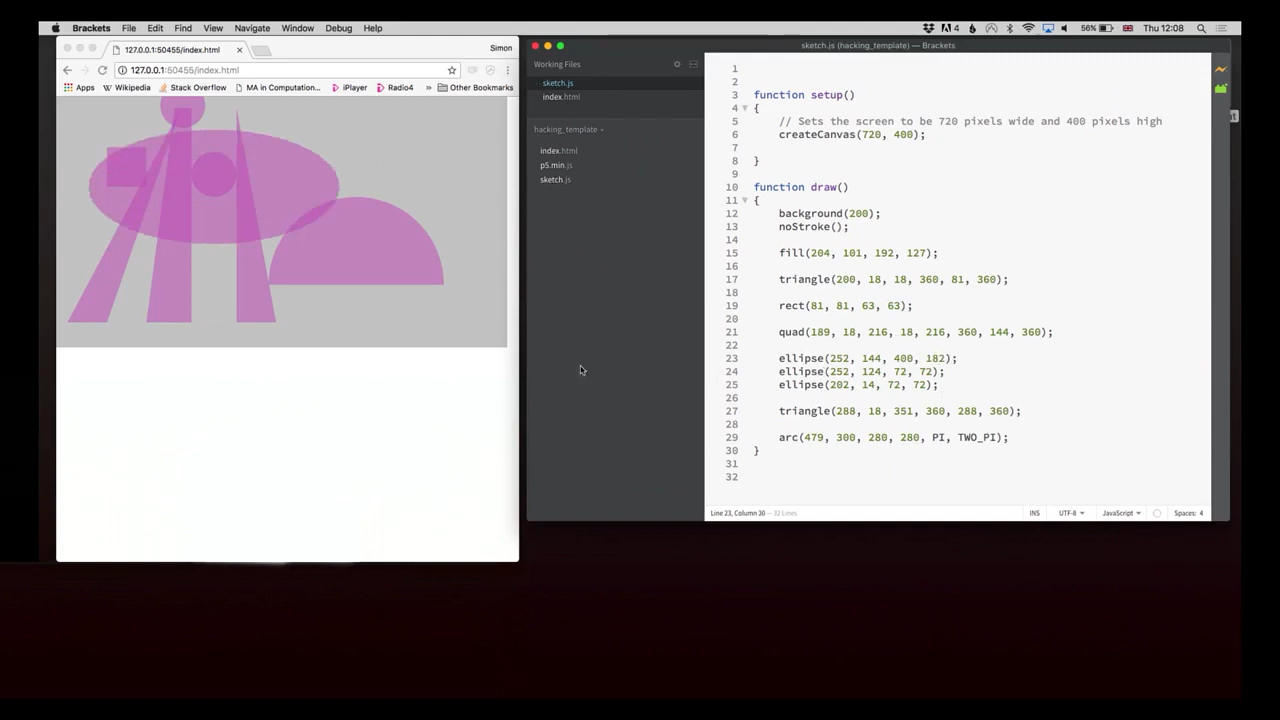 Brackets File Edit View Navigate Window Debug Help
4 56% Thu 12:08
127.0.0.1:50455/index.html
Simon
127.0.0.1:50455/index.html
Apps Wikipedia Stack Overflow MA in Computation... iPlayer Radio4 » Other Bookmarks
sketch.js (hacking_template) — Brackets
Working Files
sketch.js
index.html
hacking_template
index.html
p5.min.js
sketch.js
1
2
3 function setup()
4 {
5 // Sets the screen to be 720 pixels wide and 400 pixels high
6 createCanvas(720, 400);
7
8 }
9
10 function draw()
11 {
12 background(200);
13 noStroke();
14
15 fill(204, 101, 192, 127);
16
17 triangle(200, 18, 18, 360, 81, 360);
18
19 rect(81, 81, 63, 63);
20
21 quad(189, 18, 216, 18, 216, 360, 144, 360);
22
23 ellipse(252, 144, 400, 182);
24 ellipse(252, 124, 72, 72);
25 ellipse(202, 14, 72, 72);
26
27 triangle(288, 18, 351, 360, 288, 360);
28
29 arc(479, 300, 280, 280, PI, TWO_PI);
30 }
31
32
Line 23, Column 30 — 32 Lines
INS UTF-8 JavaScript Spaces: 4